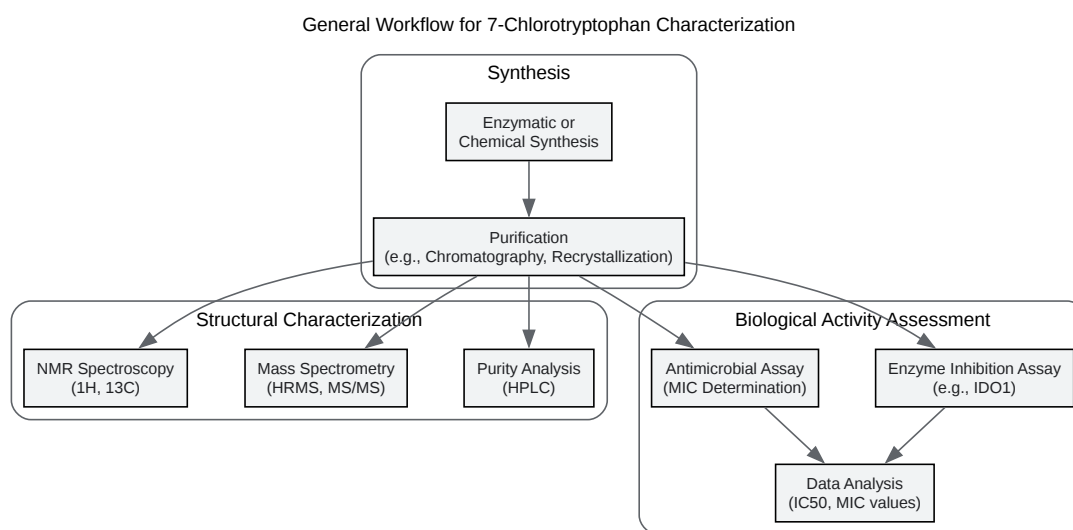 General Workflow for 7-Chlorotryptophan Characterization
Synthesis
Enzymatic or
Chemical Synthesis
Purification
(e.g., Chromatography, Recrystallization)
Structural Characterization
NMR Spectroscopy
(1H, 13C)
Mass Spectrometry
(HRMS, MS/MS)
Purity Analysis
(HPLC)
Biological Activity Assessment
Antimicrobial Assay
(MIC Determination)
Enzyme Inhibition Assay
(e.g., IDO1)
Data Analysis
(IC50, MIC values)